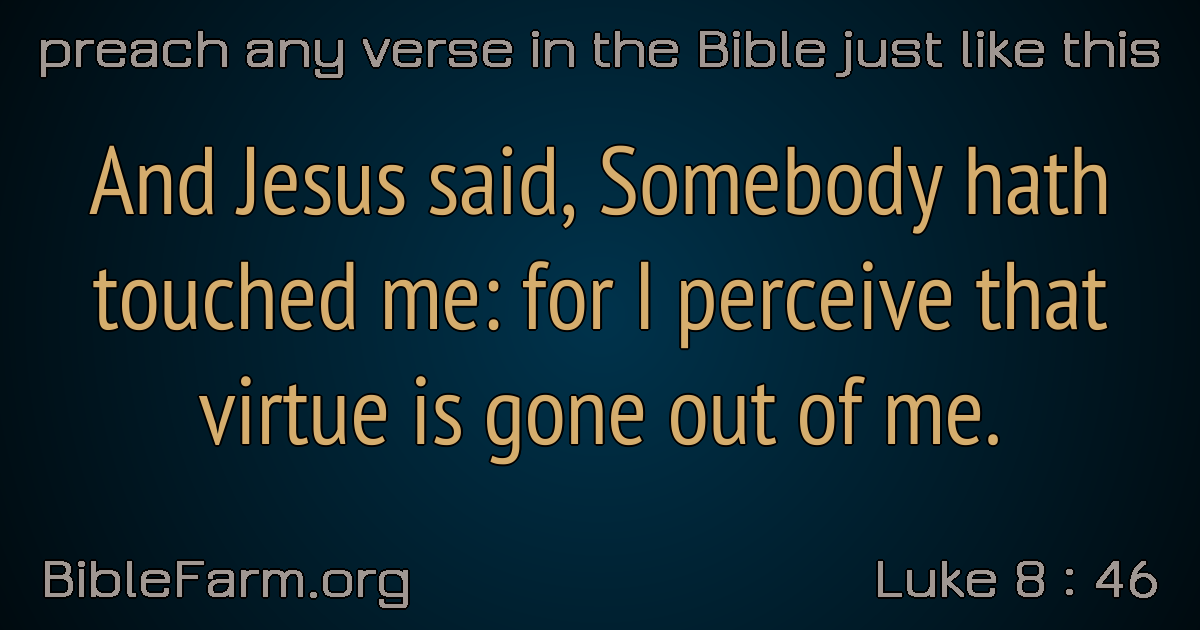 preach any verse in the Bible just like this
And Jesus said, Somebody hath
touched me: for I perceive that
virtue is gone out of me.
BibleFarm.org
Luke 8 : 46